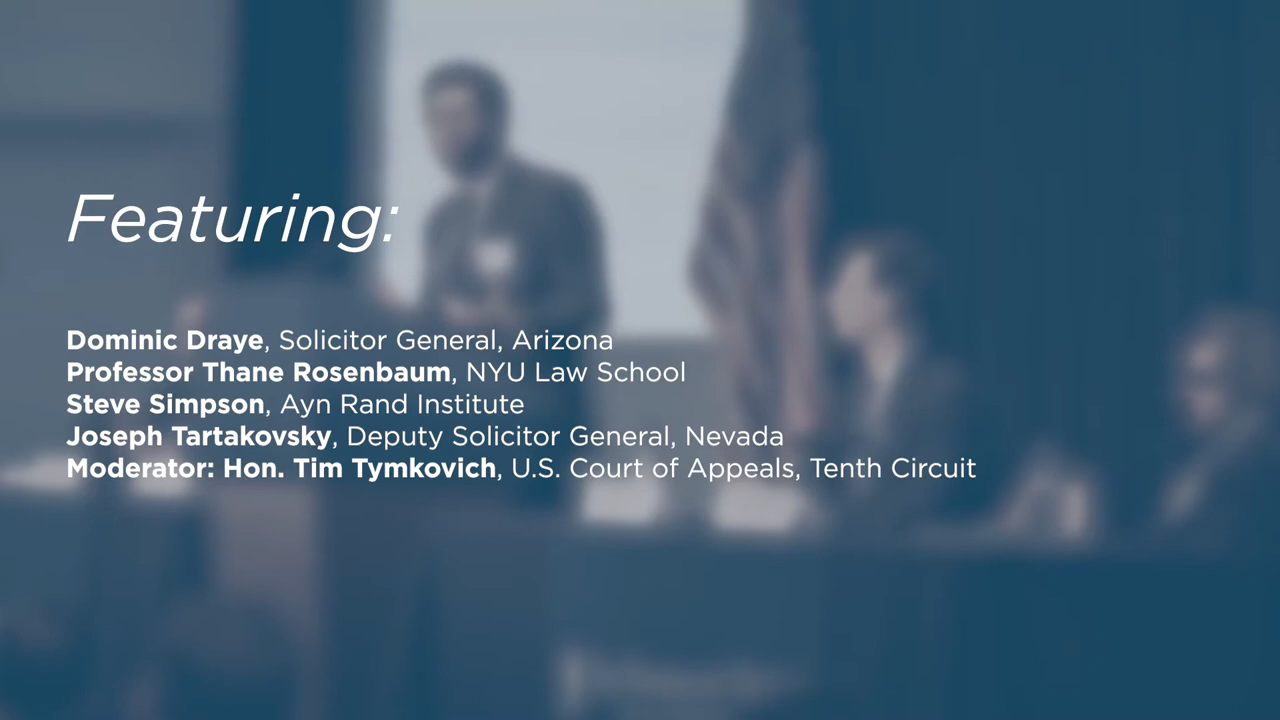 Featuring:
Dominic Draye, Solicitor General, Arizona
Professor Thane Rosenbaum, NYU Law School
Steve Simpson, Ayn Rand Institute
Joseph Tartakovsky, Deputy Solicitor General, Nevada
Moderator: Hon. Tim Tymkovich, U.S. Court of Appeals, Tenth Circuit